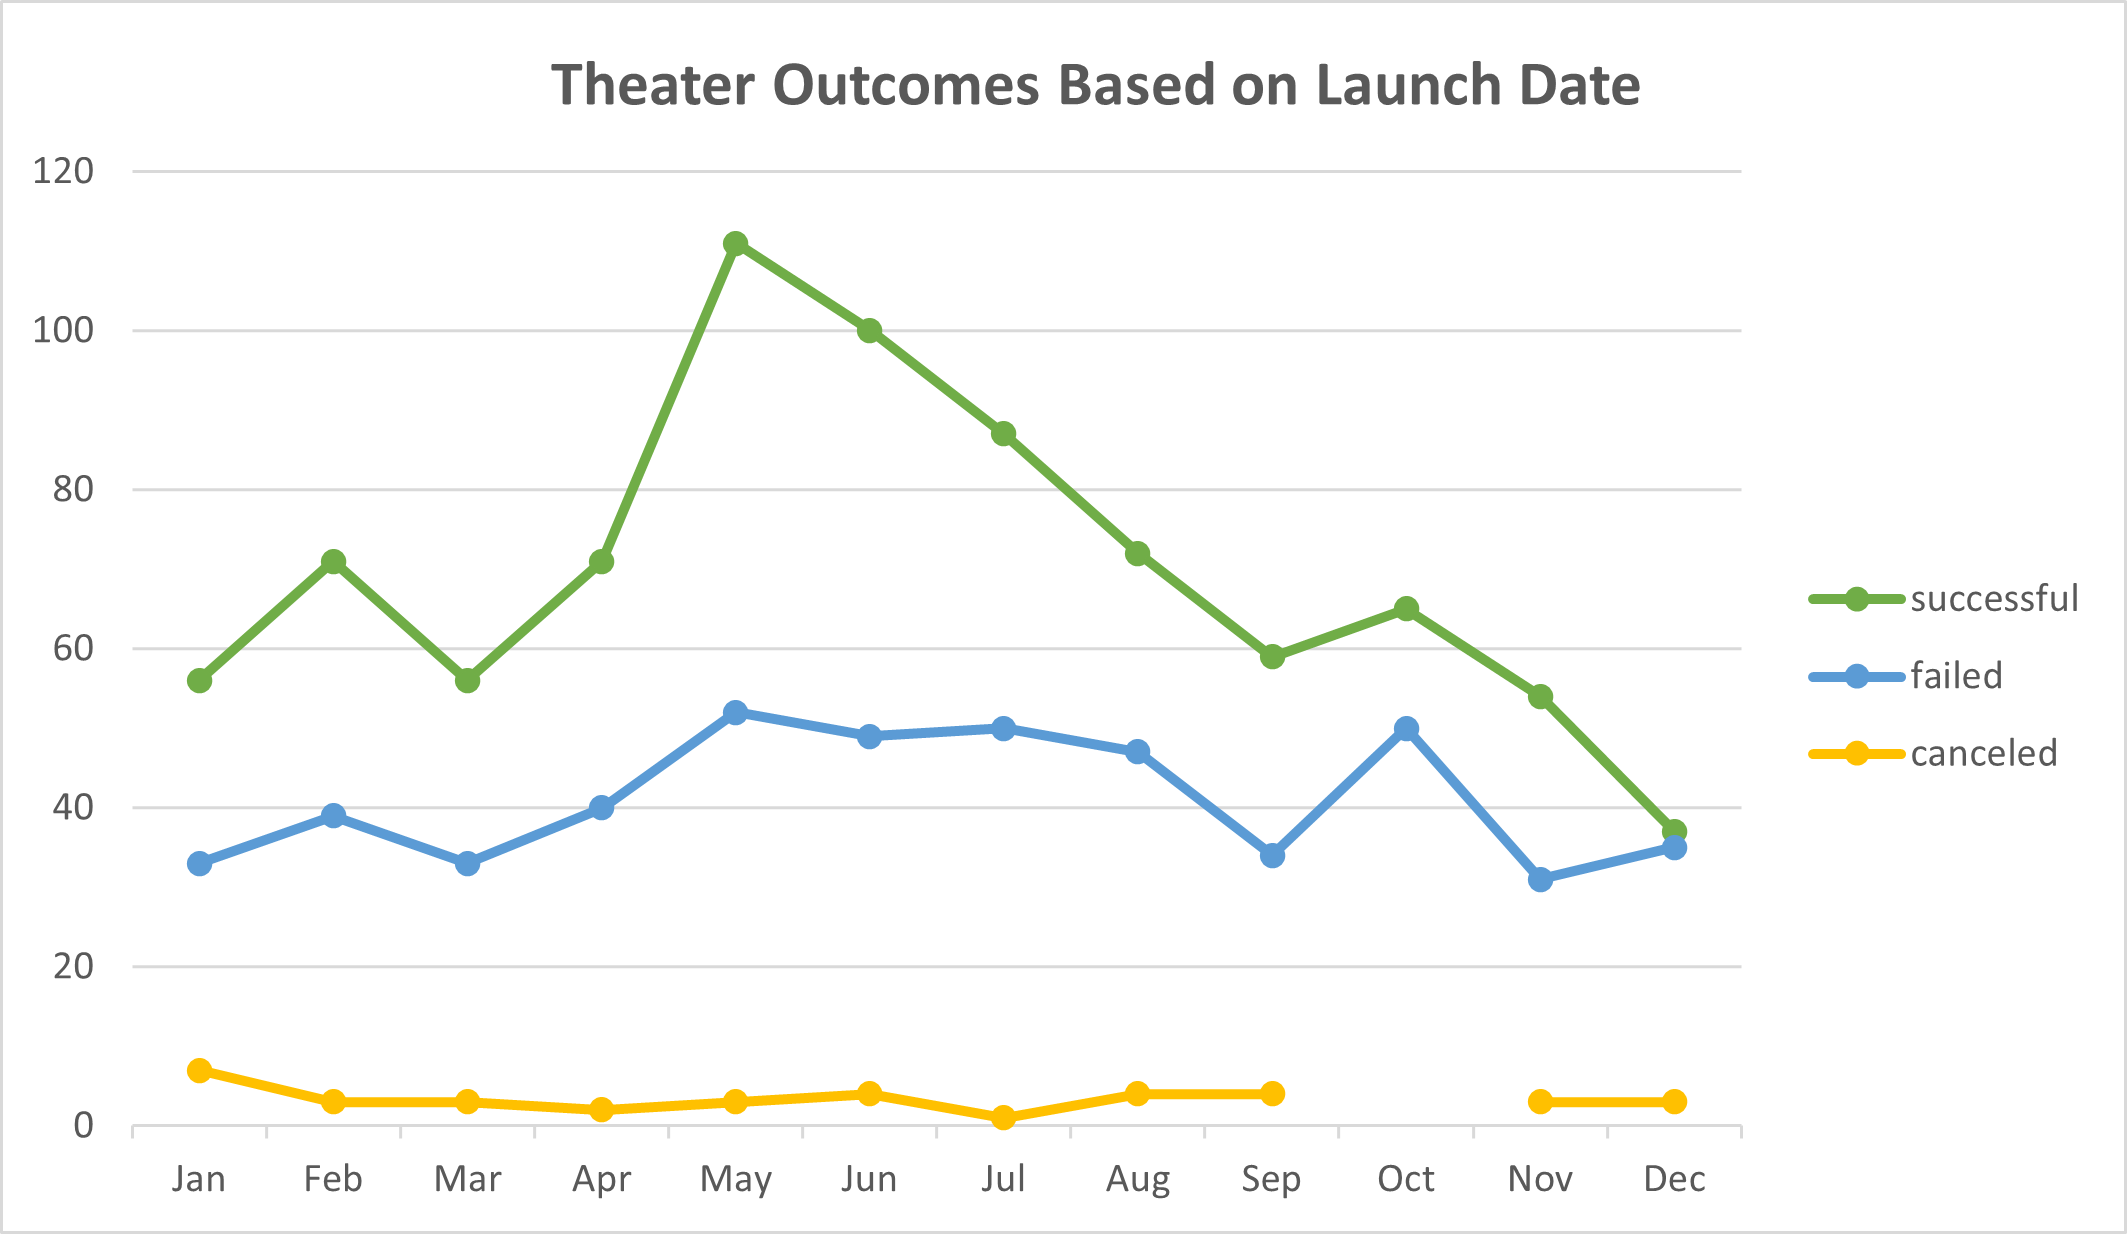 Theater Outcomes Based on Launch Date
120
100
80
60
40
20
0
Jan Feb Mar Apr May Jun Jul Aug Sep Oct Nov Dec
successful
failed
canceled